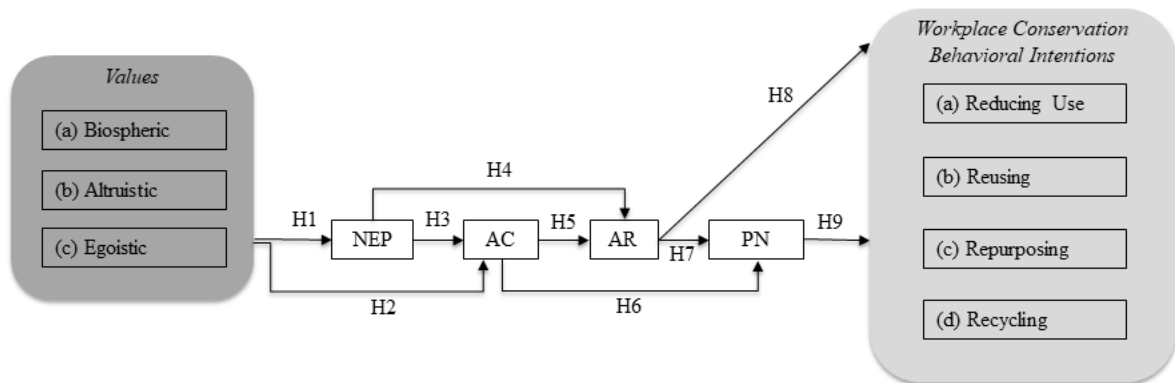 Values
(a) Biospheric
(b) Altruistic
(c) Egoistic
H1
H2
NEP
H3
H4
AC
H5
H6
AR
H7
H8
PN
H9
Workplace Conservation
Behavioral Intentions
(a) Reducing Use
(b) Reusing
(c) Repurposing
(d) Recycling